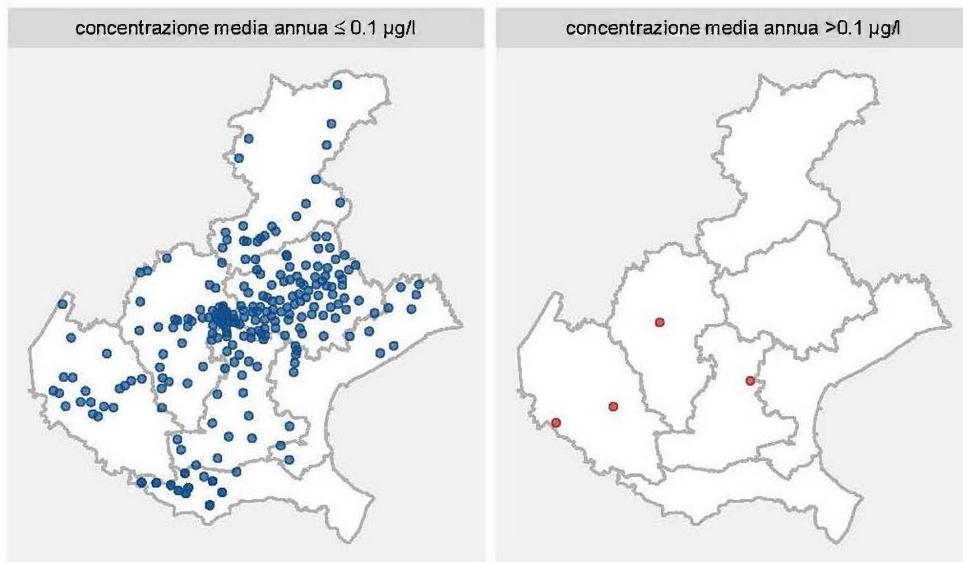 concentrazione media annua ≤ 0.1 µg/l
concentrazione media annua >0.1 µg/l